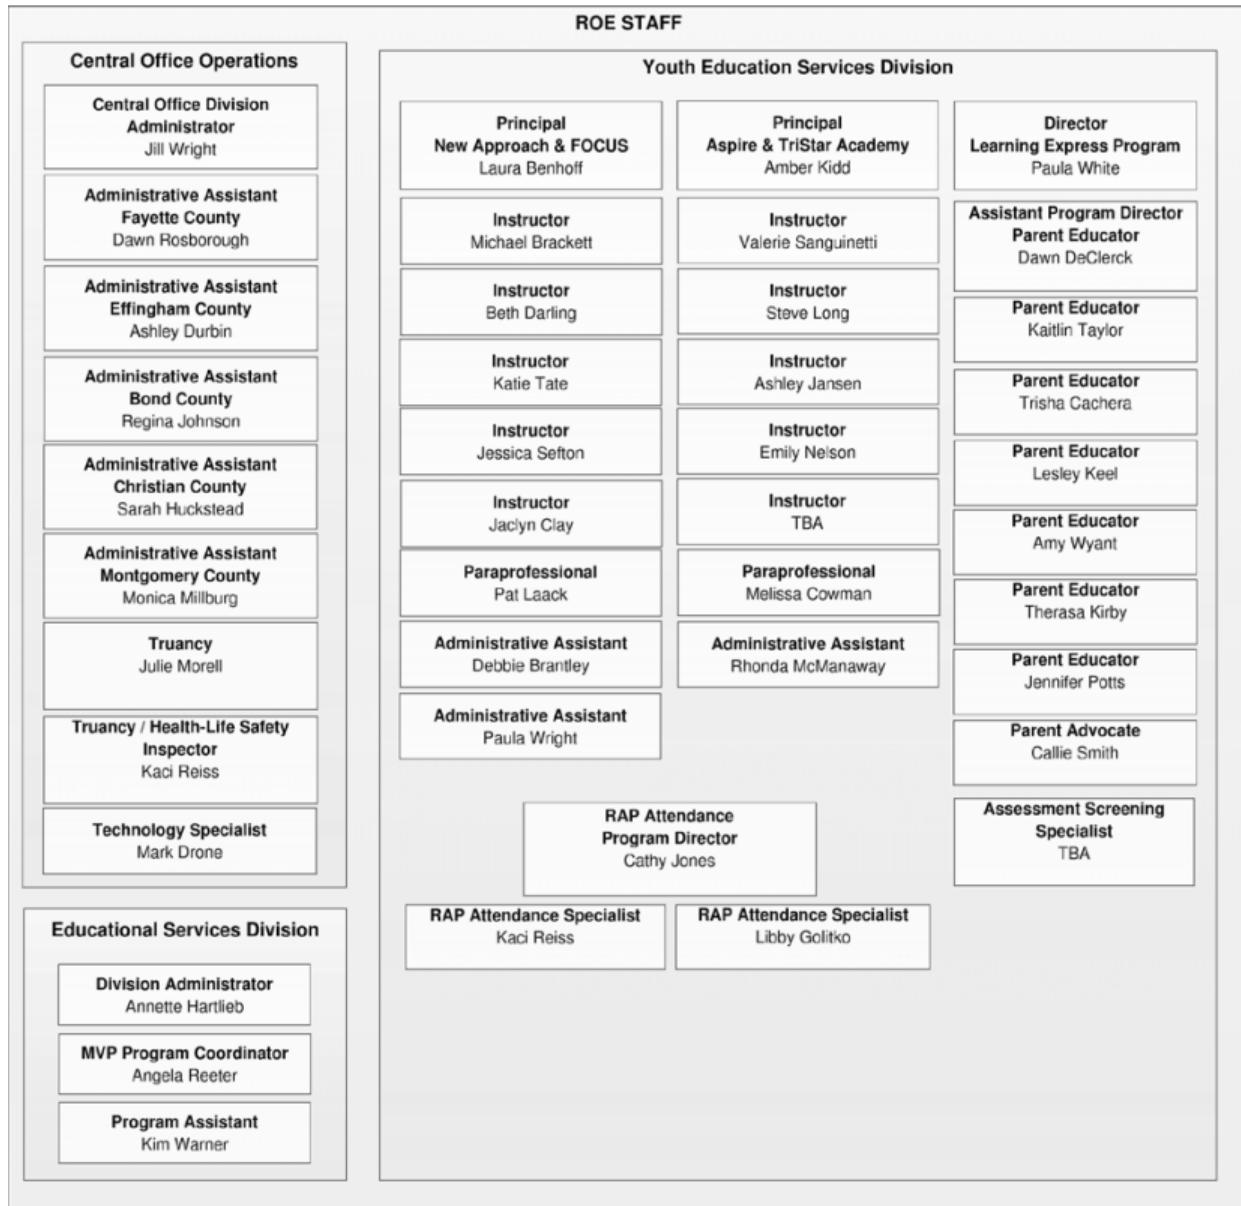 ROE STAFF
Central Office Operations
Central Office Division
Administrator
Jill Wright
Administrative Assistant
Fayette County
Dawn Rosborough
Administrative Assistant
Effingham County
Ashley Durbin
Administrative Assistant
Bond County
Regina Johnson
Administrative Assistant
Christian County
Sarah Huckstead
Administrative Assistant
Montgomery County
Monica Millburg
Truancy
Julie Morell
Truancy / Health-Life Safety
Inspector
Kaci Reiss
Technology Specialist
Mark Drone
Educational Services Division
Division Administrator
Annette Hartlieb
MVP Program Coordinator
Angela Reeter
Program Assistant
Kim Warner
Youth Education Services Division
Principal
New Approach & FOCUS
Laura Benhoff
Instructor
Michael Brackett
Instructor
Beth Darling
Instructor
Katie Tate
Instructor
Jessica Sefton
Instructor
Jaclyn Clay
Paraprofessional
Pat Laack
Administrative Assistant
Debbie Brantley
Administrative Assistant
Paula Wright
Principal
Aspire & TriStar Academy
Amber Kidd
Instructor
Valerie Sanguinetti
Instructor
Steve Long
Instructor
Ashley Jansen
Instructor
Emily Nelson
Instructor
TBA
Paraprofessional
Melissa Cowman
Administrative Assistant
Rhonda McManaway
Director
Learning Express Program
Paula White
Assistant Program Director
Parent Educator
Dawn DeClerck
Parent Educator
Kaitlin Taylor
Parent Educator
Trisha Cachera
Parent Educator
Lesley Keel
Parent Educator
Amy Wyant
Parent Educator
Therasa Kirby
Parent Educator
Jennifer Potts
Parent Advocate
Callie Smith
Assessment Screening
Specialist
TBA
RAP Attendance
Program Director
Cathy Jones
RAP Attendance Specialist
Kaci Reiss
RAP Attendance Specialist
Libby Golitko